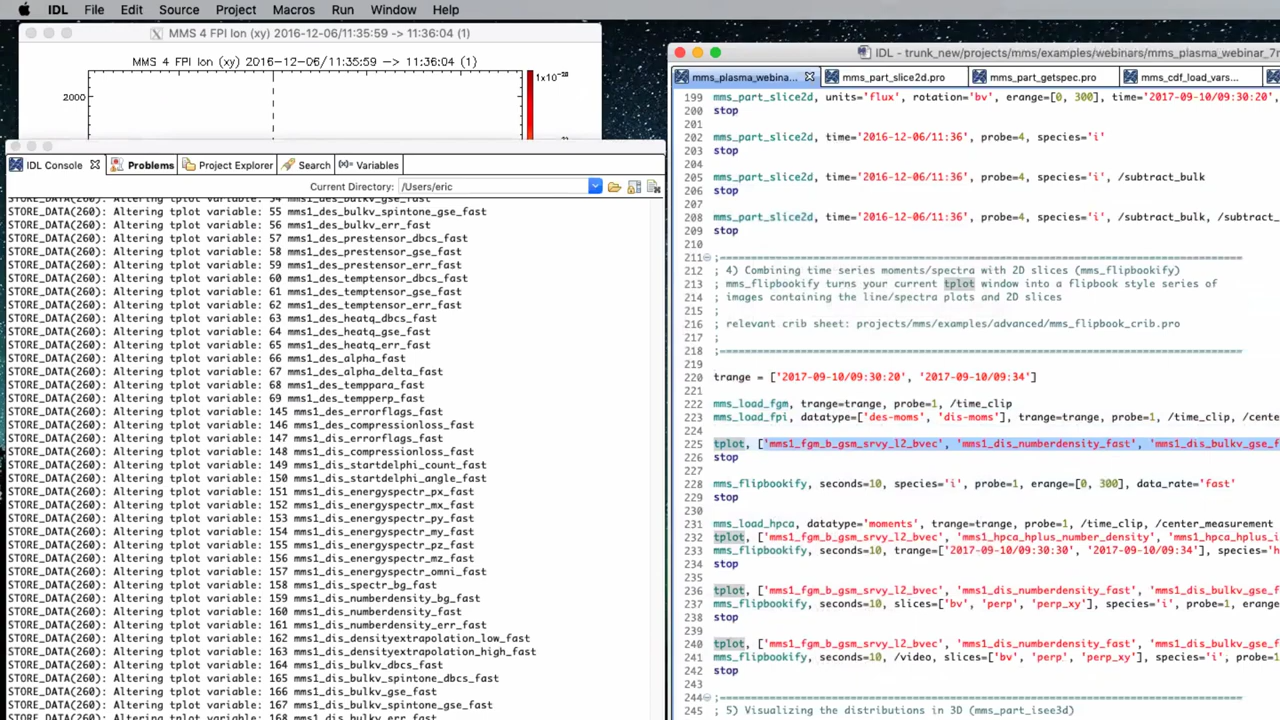 IDL File Edit Source Project Macros Run Window Help
MMS 4 FPI Ion (xy) 2016-12-06/11:35:59 -> 11:36:04 (1)
MMS 4 FPI Ion (xy) 2016-12-06/11:35:59 -> 11:36:04 (1)
2000
IDL Console Problems Project Explorer Search Variables
Current Directory: /Users/eric
STORE_DATA(260): Altering tplot variable: 54 mms1_des_bulkv_gse_fast
STORE_DATA(260): Altering tplot variable: 55 mms1_des_bulkv_spintone_gse_fast
STORE_DATA(260): Altering tplot variable: 56 mms1_des_bulkv_err_fast
STORE_DATA(260): Altering tplot variable: 57 mms1_des_prestensor_dbcs_fast
STORE_DATA(260): Altering tplot variable: 58 mms1_des_prestensor_gse_fast
STORE_DATA(260): Altering tplot variable: 59 mms1_des_prestensor_err_fast
STORE_DATA(260): Altering tplot variable: 60 mms1_des_temptensor_dbcs_fast
STORE_DATA(260): Altering tplot variable: 61 mms1_des_temptensor_gse_fast
STORE_DATA(260): Altering tplot variable: 62 mms1_des_temptensor_err_fast
STORE_DATA(260): Altering tplot variable: 63 mms1_des_heatq_dbcs_fast
STORE_DATA(260): Altering tplot variable: 64 mms1_des_heatq_gse_fast
STORE_DATA(260): Altering tplot variable: 65 mms1_des_heatq_err_fast
STORE_DATA(260): Altering tplot variable: 66 mms1_des_alpha_fast
STORE_DATA(260): Altering tplot variable: 67 mms1_des_alpha_delta_fast
STORE_DATA(260): Altering tplot variable: 68 mms1_des_temppara_fast
STORE_DATA(260): Altering tplot variable: 69 mms1_des_tempperp_fast
STORE_DATA(260): Altering tplot variable: 145 mms1_des_errorflags_fast
STORE_DATA(260): Altering tplot variable: 146 mms1_des_compressionloss_fast
STORE_DATA(260): Altering tplot variable: 147 mms1_dis_errorflags_fast
STORE_DATA(260): Altering tplot variable: 148 mms1_dis_compressionloss_fast
STORE_DATA(260): Altering tplot variable: 149 mms1_dis_startdelphi_count_fast
STORE_DATA(260): Altering tplot variable: 150 mms1_dis_startdelphi_angle_fast
STORE_DATA(260): Altering tplot variable: 151 mms1_dis_energyspectr_px_fast
STORE_DATA(260): Altering tplot variable: 152 mms1_dis_energyspectr_mx_fast
STORE_DATA(260): Altering tplot variable: 153 mms1_dis_energyspectr_py_fast
STORE_DATA(260): Altering tplot variable: 154 mms1_dis_energyspectr_my_fast
STORE_DATA(260): Altering tplot variable: 155 mms1_dis_energyspectr_pz_fast
STORE_DATA(260): Altering tplot variable: 156 mms1_dis_energyspectr_mz_fast
STORE_DATA(260): Altering tplot variable: 157 mms1_dis_energyspectr_omni_fast
STORE_DATA(260): Altering tplot variable: 158 mms1_dis_spectr_bg_fast
STORE_DATA(260): Altering tplot variable: 159 mms1_dis_numberdensity_bg_fast
STORE_DATA(260): Altering tplot variable: 160 mms1_dis_numberdensity_fast
STORE_DATA(260): Altering tplot variable: 161 mms1_dis_numberdensity_err_fast
STORE_DATA(260): Altering tplot variable: 162 mms1_dis_densityextrapolation_low_fast
STORE_DATA(260): Altering tplot variable: 163 mms1_dis_densityextrapolation_high_fast
STORE_DATA(260): Altering tplot variable: 164 mms1_dis_bulkv_dbcs_fast
STORE_DATA(260): Altering tplot variable: 165 mms1_dis_bulkv_spintone_dbcs_fast
STORE_DATA(260): Altering tplot variable: 166 mms1_dis_bulkv_gse_fast
STORE_DATA(260): Altering tplot variable: 167 mms1_dis_bulkv_spintone_gse_fast
STORE_DATA(260): Altering tplot variable: 168 mms1_dis_bulkv_err_fast
IDL - trunk_new/projects/mms/examples/webinars/mms_plasma_webinar_7
mms_plasma_webina... mms_part_slice2d.pro mms_part_getspec.pro mms_cdf_load_vars...
199 mms_part_slice2d, units='flux', rotation='bv', erange=[0, 300], time='2017-09-10/09:30:20',
200 stop
201
202 mms_part_slice2d, time='2016-12-06/11:36', probe=4, species='i'
203 stop
204
205 mms_part_slice2d, time='2016-12-06/11:36', probe=4, species='i', /subtract_bulk
206 stop
207
208 mms_part_slice2d, time='2016-12-06/11:36', probe=4, species='i', /subtract_bulk, /subtract_
209 stop
210
211 ;=============================================================================
212 ; 4) Combining time series moments/spectra with 2D slices (mms_flipbookify)
213 ; mms_flipbookify turns your current tplot window into a flipbook style series of
214 ; images containing the line/spectra plots and 2D slices
215 ;
216 ; relevant crib sheet: projects/mms/examples/advanced/mms_flipbook_crib.pro
217 ;
218 ;=============================================================================
219
220 trange = ['2017-09-10/09:30:20', '2017-09-10/09:34']
221
222 mms_load_fgm, trange=trange, probe=1, /time_clip
223 mms_load_fpi, datatype=['des-moms', 'dis-moms'], trange=trange, probe=1, /time_clip, /cente
224
225 tplot, ['mms1_fgm_b_gsm_srvy_l2_bvec', 'mms1_dis_numberdensity_fast', 'mms1_dis_bulkv_gse_f
226 stop
227
228 mms_flipbookify, seconds=10, species='i', probe=1, erange=[0, 300], data_rate='fast'
229 stop
230
231 mms_load_hpca, datatype='moments', trange=trange, probe=1, /time_clip, /center_measurement
232 tplot, ['mms1_fgm_b_gsm_srvy_l2_bvec', 'mms1_hpca_hplus_number_density', 'mms1_hpca_hplus_i
233 mms_flipbookify, seconds=10, trange=['2017-09-10/09:30:30', '2017-09-10/09:34'], species='h
234 stop
235
236 tplot, ['mms1_fgm_b_gsm_srvy_l2_bvec', 'mms1_dis_numberdensity_fast', 'mms1_dis_bulkv_gse_f
237 mms_flipbookify, seconds=10, slices=['bv', 'perp', 'perp_xy'], species='i', probe=1, erange
238 stop
239
240 tplot, ['mms1_fgm_b_gsm_srvy_l2_bvec', 'mms1_dis_numberdensity_fast', 'mms1_dis_bulkv_gse_f
241 mms_flipbookify, seconds=10, /video, slices=['bv', 'perp', 'perp_xy'], species='i', probe=1
242 stop
243
244 ;=============================================================================
245 ; 5) Visualizing the distributions in 3D (mms_part_isee3d)